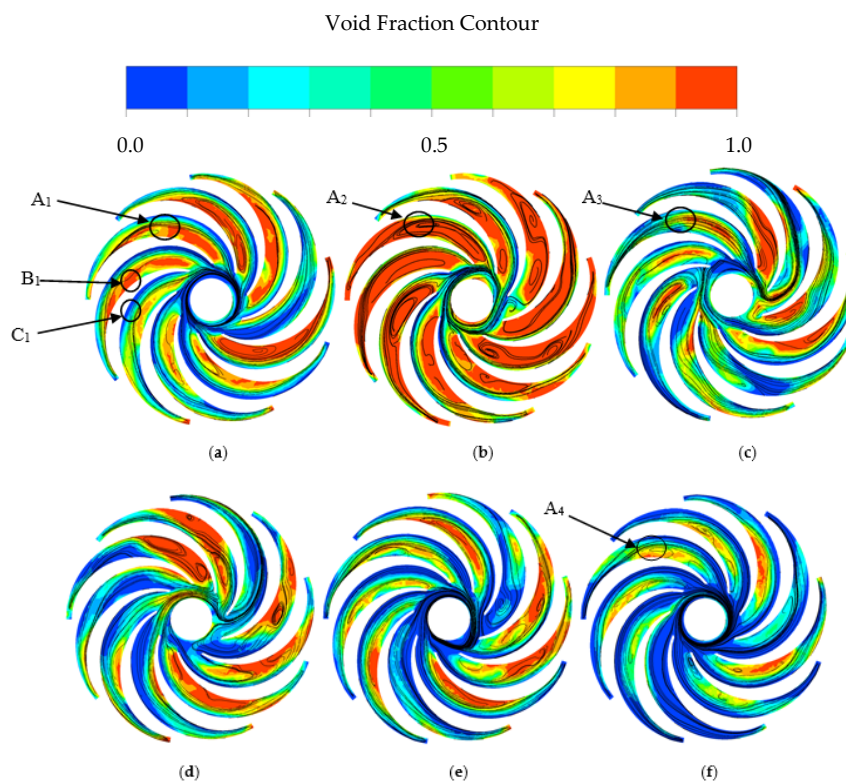 Void Fraction Contour
0.0 0.5 1.0
A1
A2
A3
B1
C1
(a) (b) (c)
A4
(d) (e) (f)